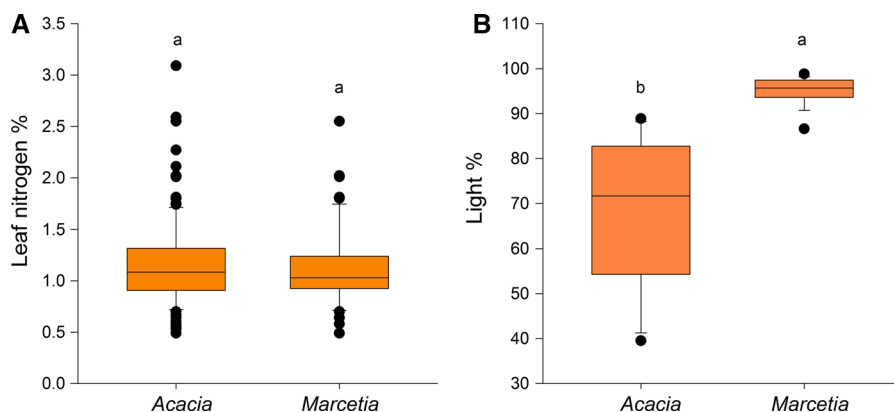 A
Leaf nitrogen %
3.5
3.0
2.5
2.0
1.5
1.0
0.5
0.0
a
a
Acacia
Marcetia
B
Light %
110
100
90
80
70
60
50
40
30
b
a
Acacia
Marcetia